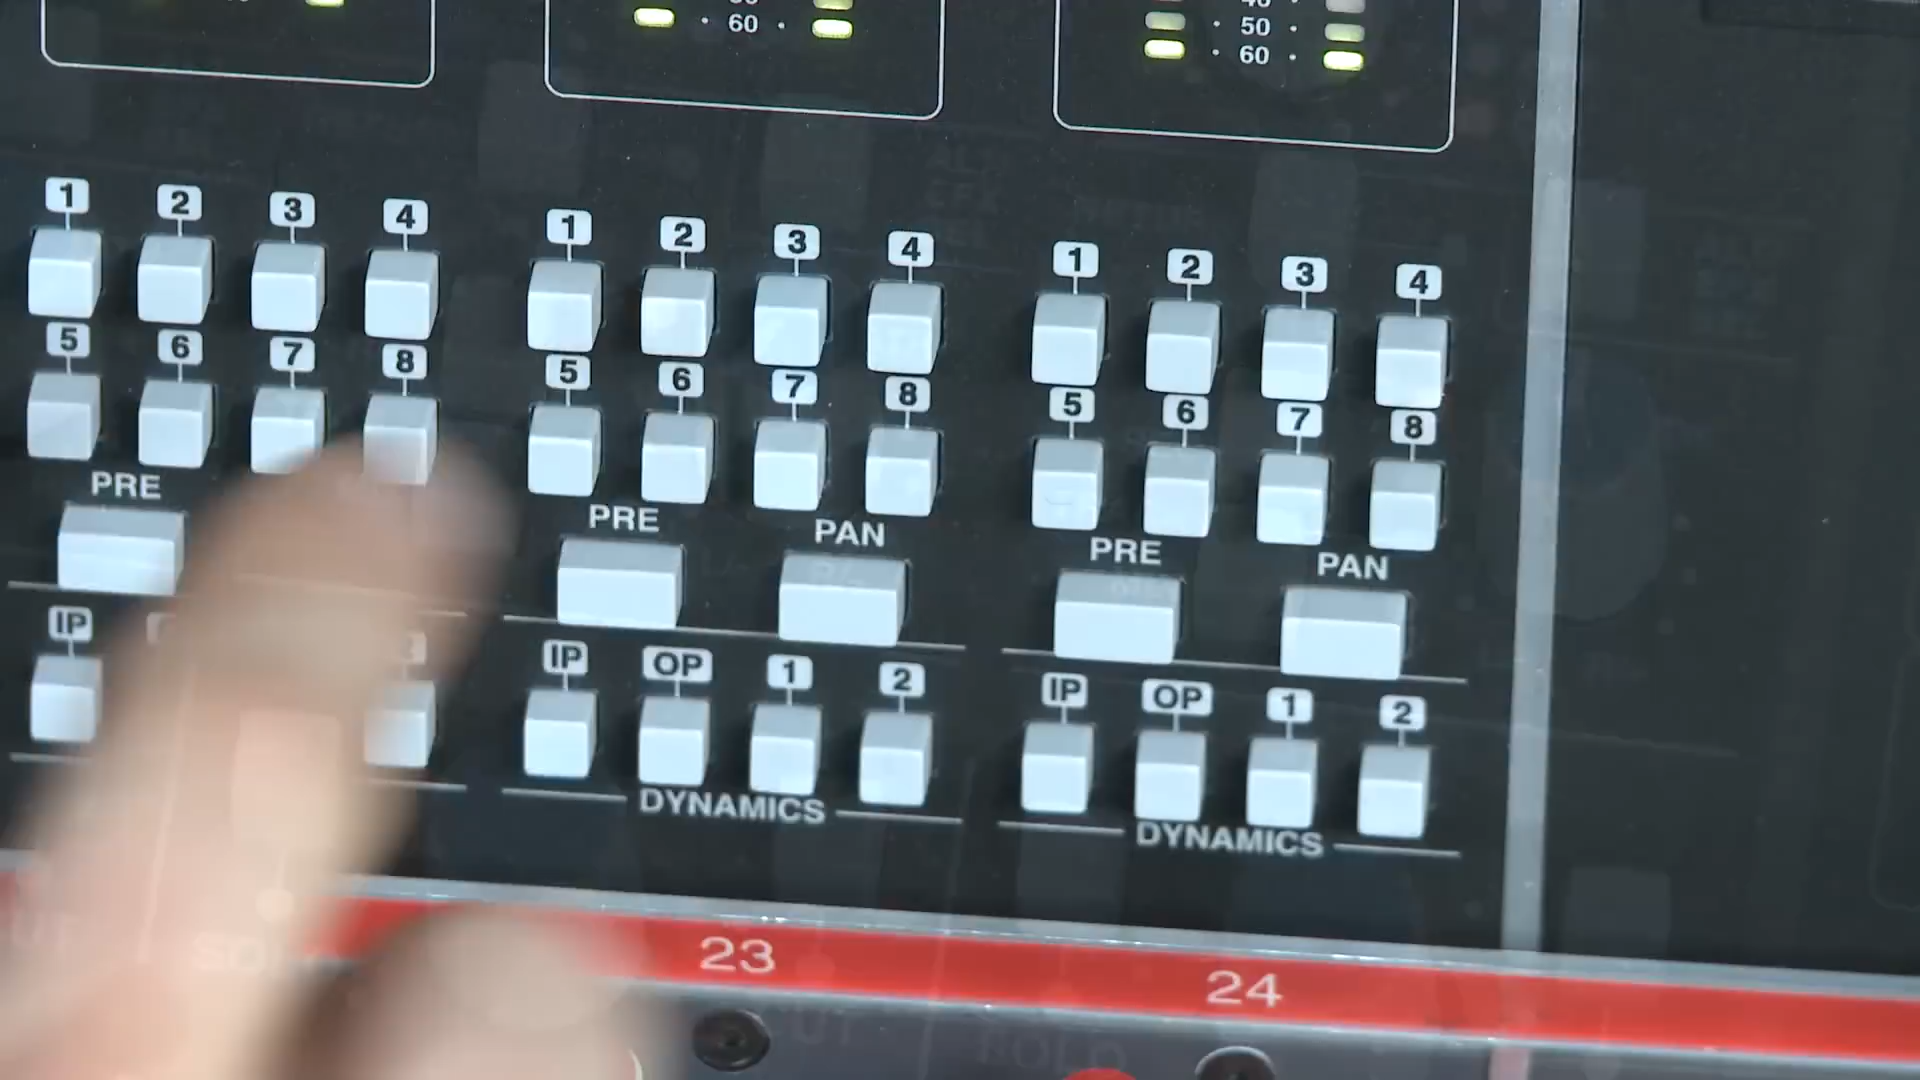 60
50
60
1 2 3 4
5 6 7 8
PRE
IP
1 2 3 4
5 6 7 8
PRE PAN
IP OP 1 2
DYNAMICS
1 2 3 4
5 6 7 8
PRE PAN
IP OP 1 2
DYNAMICS
23
24